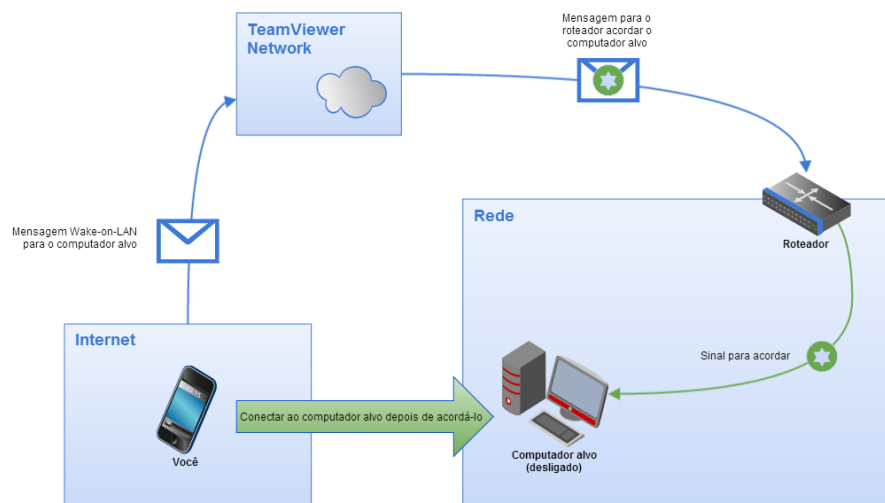 TeamViewer
Network
Mensagem para o
roteador acordar o
computador alvo
Mensagem Wake-on-LAN
para o computador alvo
Rede
Roteador
Internet
Sinal para acordar
Conectar ao computador alvo depois de acordá-lo
Você
Computador alvo
(desligado)